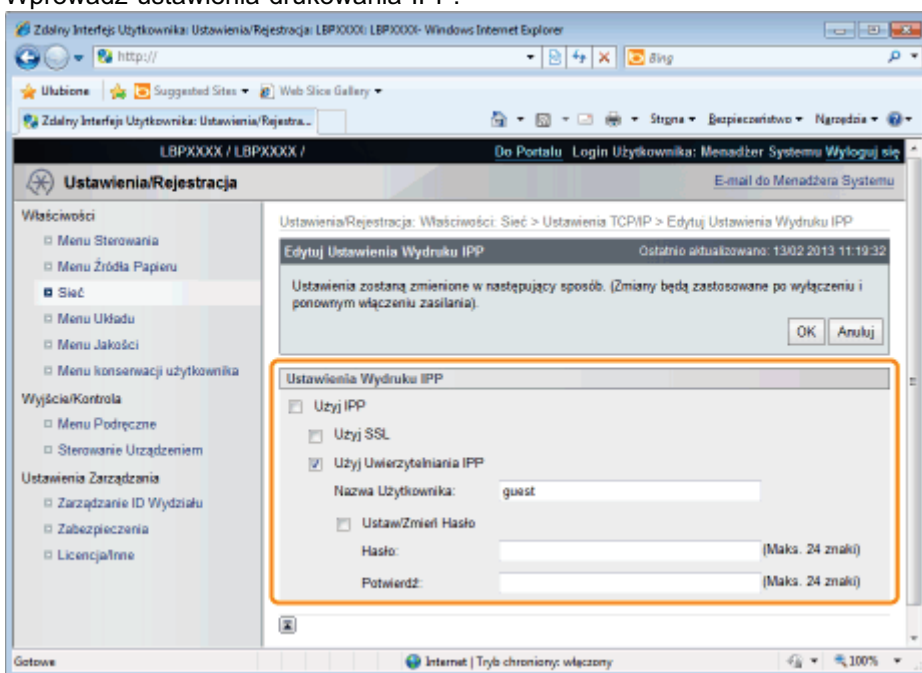 Wprowadź ustawienia drukowania IPP.
Zdalny Interfejs Użytkownika: Ustawienia/Rejestracja: LBPXXXX: LBPXXXX- Windows Internet Explorer
http://
Bing
Ulubione Suggested Sites Web Slice Gallery
Zdalny Interfejs Użytkownika: Ustawienia/Rejestra... Strona Bezpieczeństwo Narzędzia
LBPXXXX / LBPXXXX / Do Portalu Login Użytkownika: Menadżer Systemu Wyloguj się
Ustawienia/Rejestracja E-mail do Menadżera Systemu
Właściwości
Menu Sterowania
Menu Źródła Papieru
Sieć
Menu Układu
Menu Jakości
Menu konserwacji użytkownika
Wyjście/Kontrola
Menu Podręczne
Sterowanie Urządzeniem
Ustawienia Zarządzania
Zarządzanie ID Wydziału
Zabezpieczenia
Licencja/Inne
Ustawienia/Rejestracja: Właściwości: Sieć > Ustawienia TCP/IP > Edytuj Ustawienia Wydruku IPP
Edytuj Ustawienia Wydruku IPP Ostatnio aktualizowano: 13/02 2013 11:19:32
Ustawienia zostaną zmienione w następujący sposób. (Zmiany będą zastosowane po wyłączeniu i
ponownym włączeniu zasilania).
OK Anuluj
Ustawienia Wydruku IPP
Użyj IPP
Użyj SSL
Użyj Uwierzytelniania IPP
Nazwa Użytkownika: guest
Ustaw/Zmień Hasło
Hasło: (Maks. 24 znaki)
Potwierdź: (Maks. 24 znaki)
Gotowe Internet | Tryb chroniony: włączony 100%